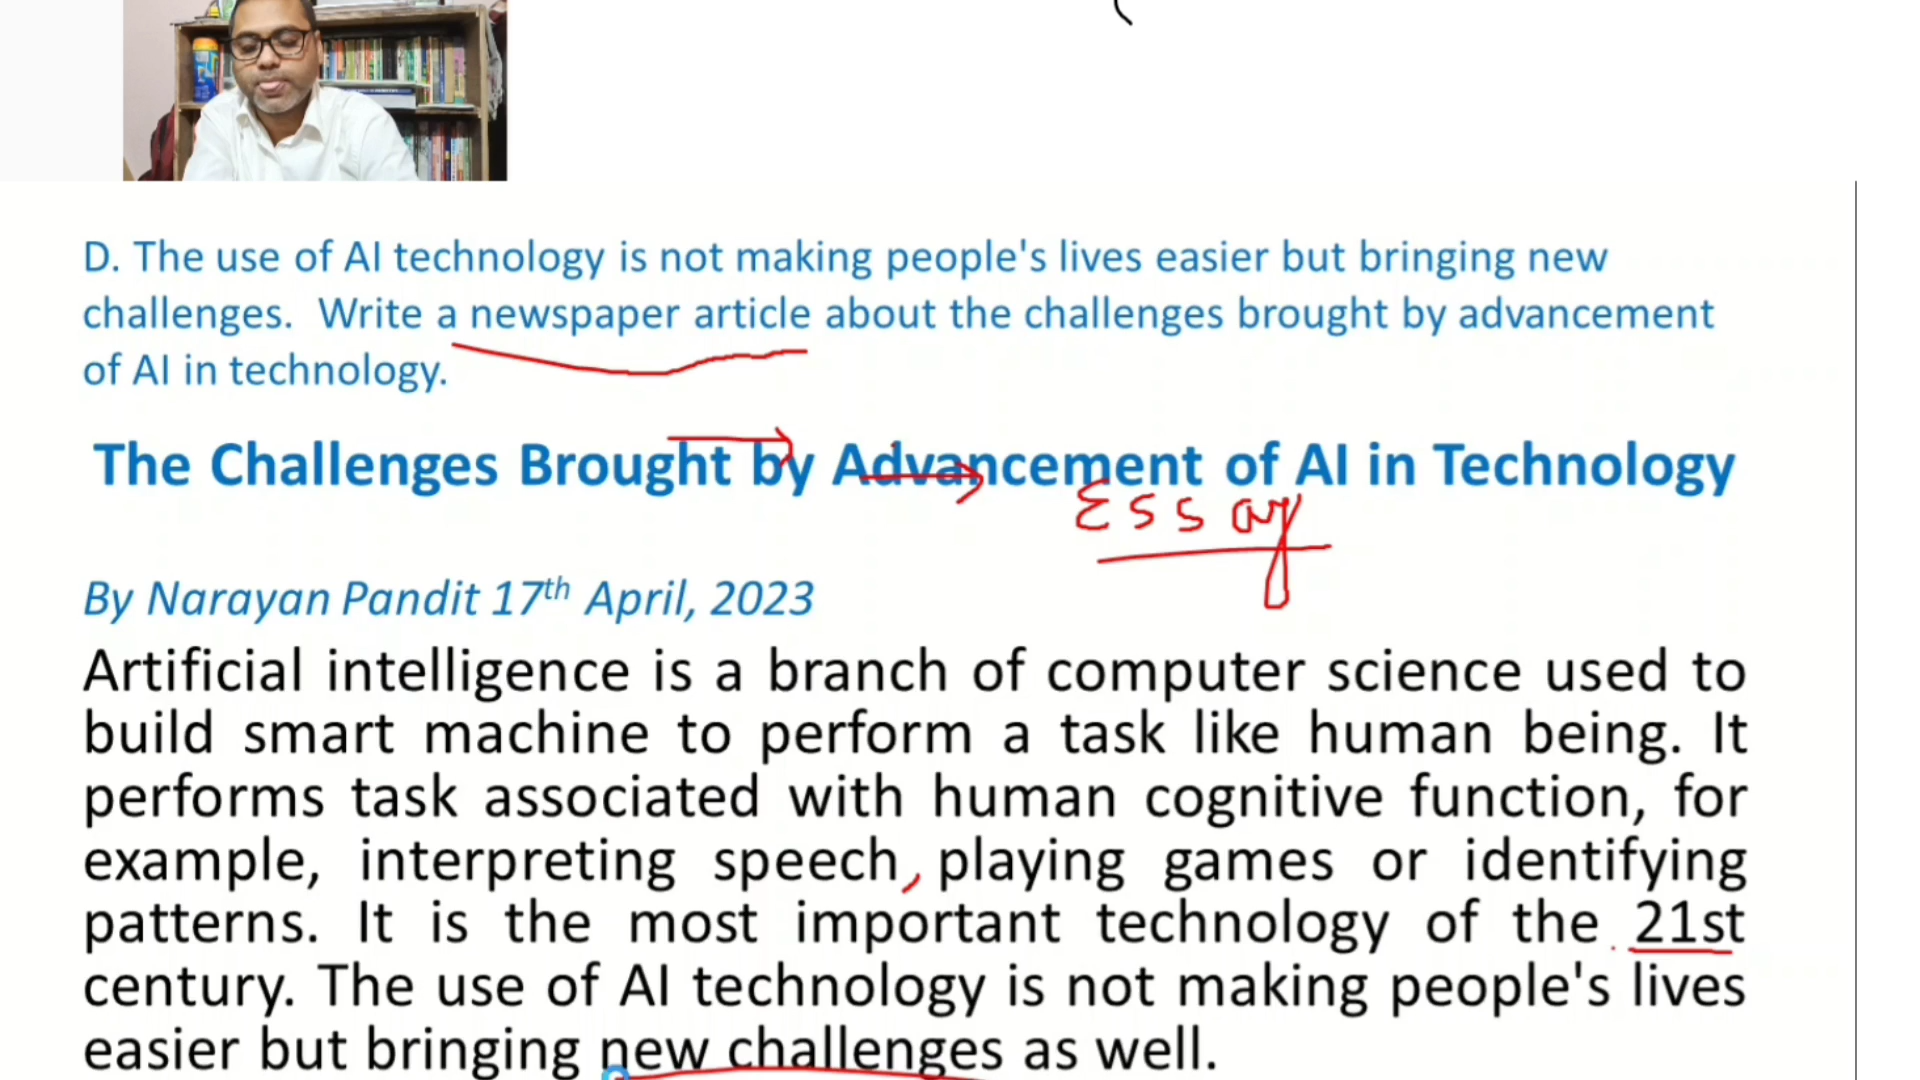 D. The use of AI technology is not making people's lives easier but bringing new
challenges.  Write a newspaper article about the challenges brought by advancement
of AI in technology.
The Challenges Brought by Advancement of AI in Technology
Essay
By Narayan Pandit 17th April, 2023
Artificial intelligence is a branch of computer science used to
build smart machine to perform a task like human being. It
performs task associated with human cognitive function, for
example, interpreting speech, playing games or identifying
patterns. It is the most important technology of the 21st
century. The use of AI technology is not making people's lives
easier but bringing new challenges as well.